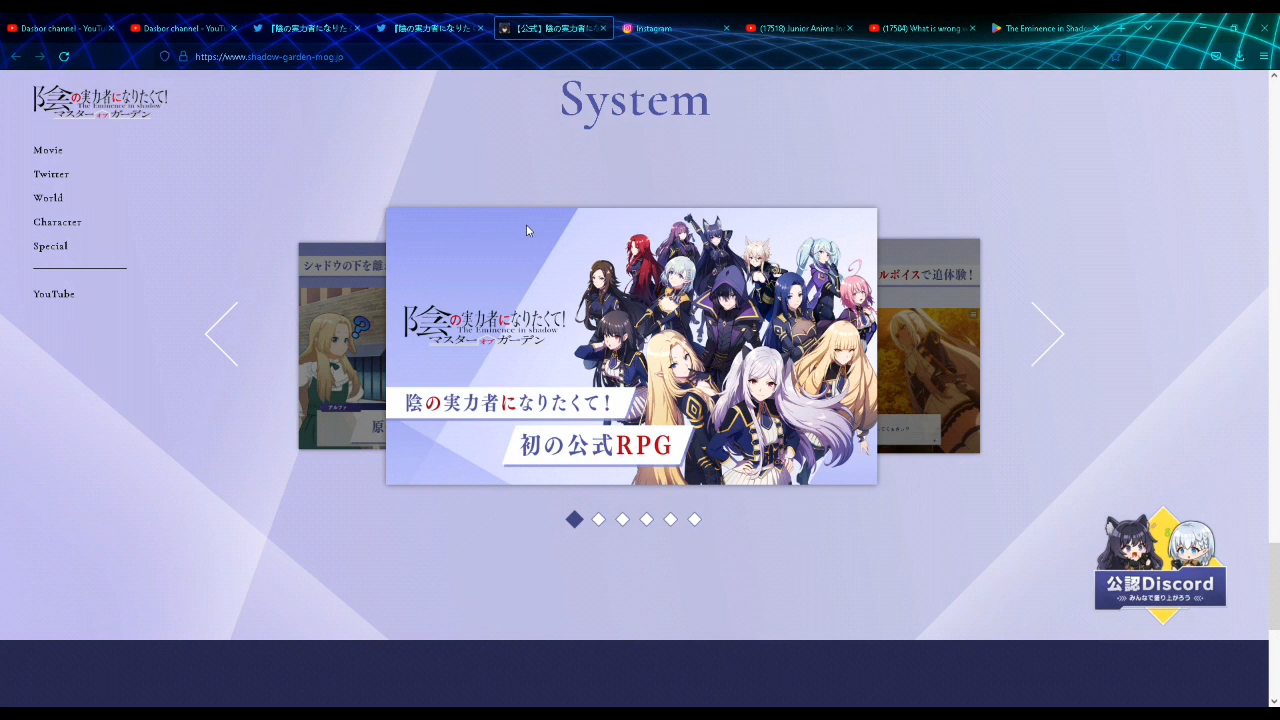 Dasbor channel - YouTu
Dasbor channel - YouTu
『陰の実力者になりた
『陰の実力者になりた
【公式】陰の実力者にな
Instagram
(17518) Junior Anime In
(17504) What is wrong
The Eminence in Shadow
https://www.shadow-garden-mog.jp
陰の実力者になりたくて!
The Eminence in shadow
マスター オブ ガーデン
Movie
Twitter
World
Character
Special
YouTube
System
シャドウの下を離
アルファ
原
陰の実力者になりたくて!
The Eminence in shadow
マスター オブ ガーデン
陰の実力者になりたくて!
初の公式RPG
ルボイスで追体験!
公認Discord
みんなで盛り上がろう